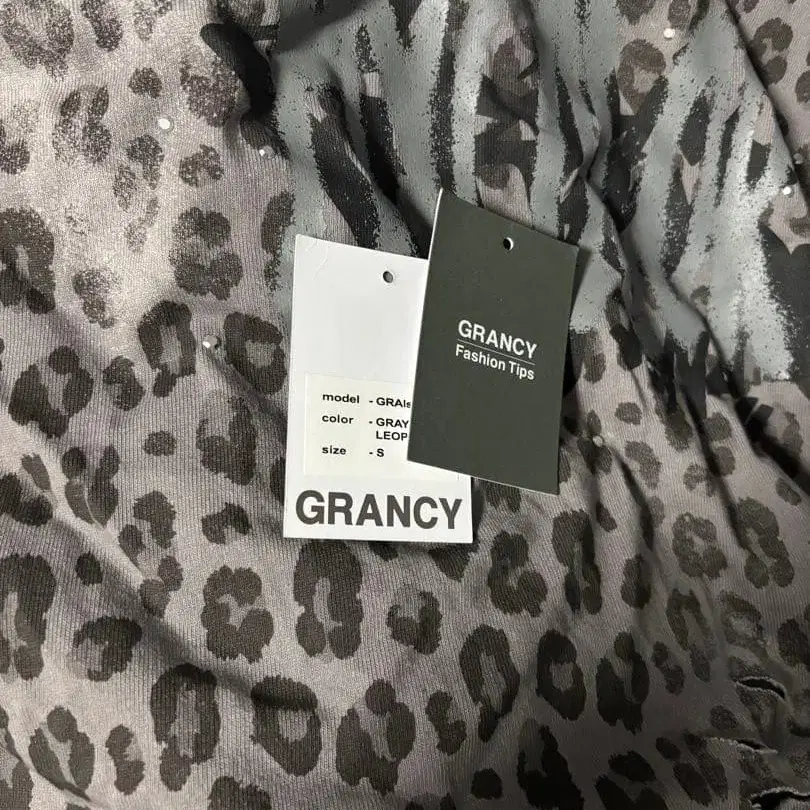 model - GRAIs
color - GRAY
LEOP
size - S
GRANCY
GRANCY
Fashion Tips